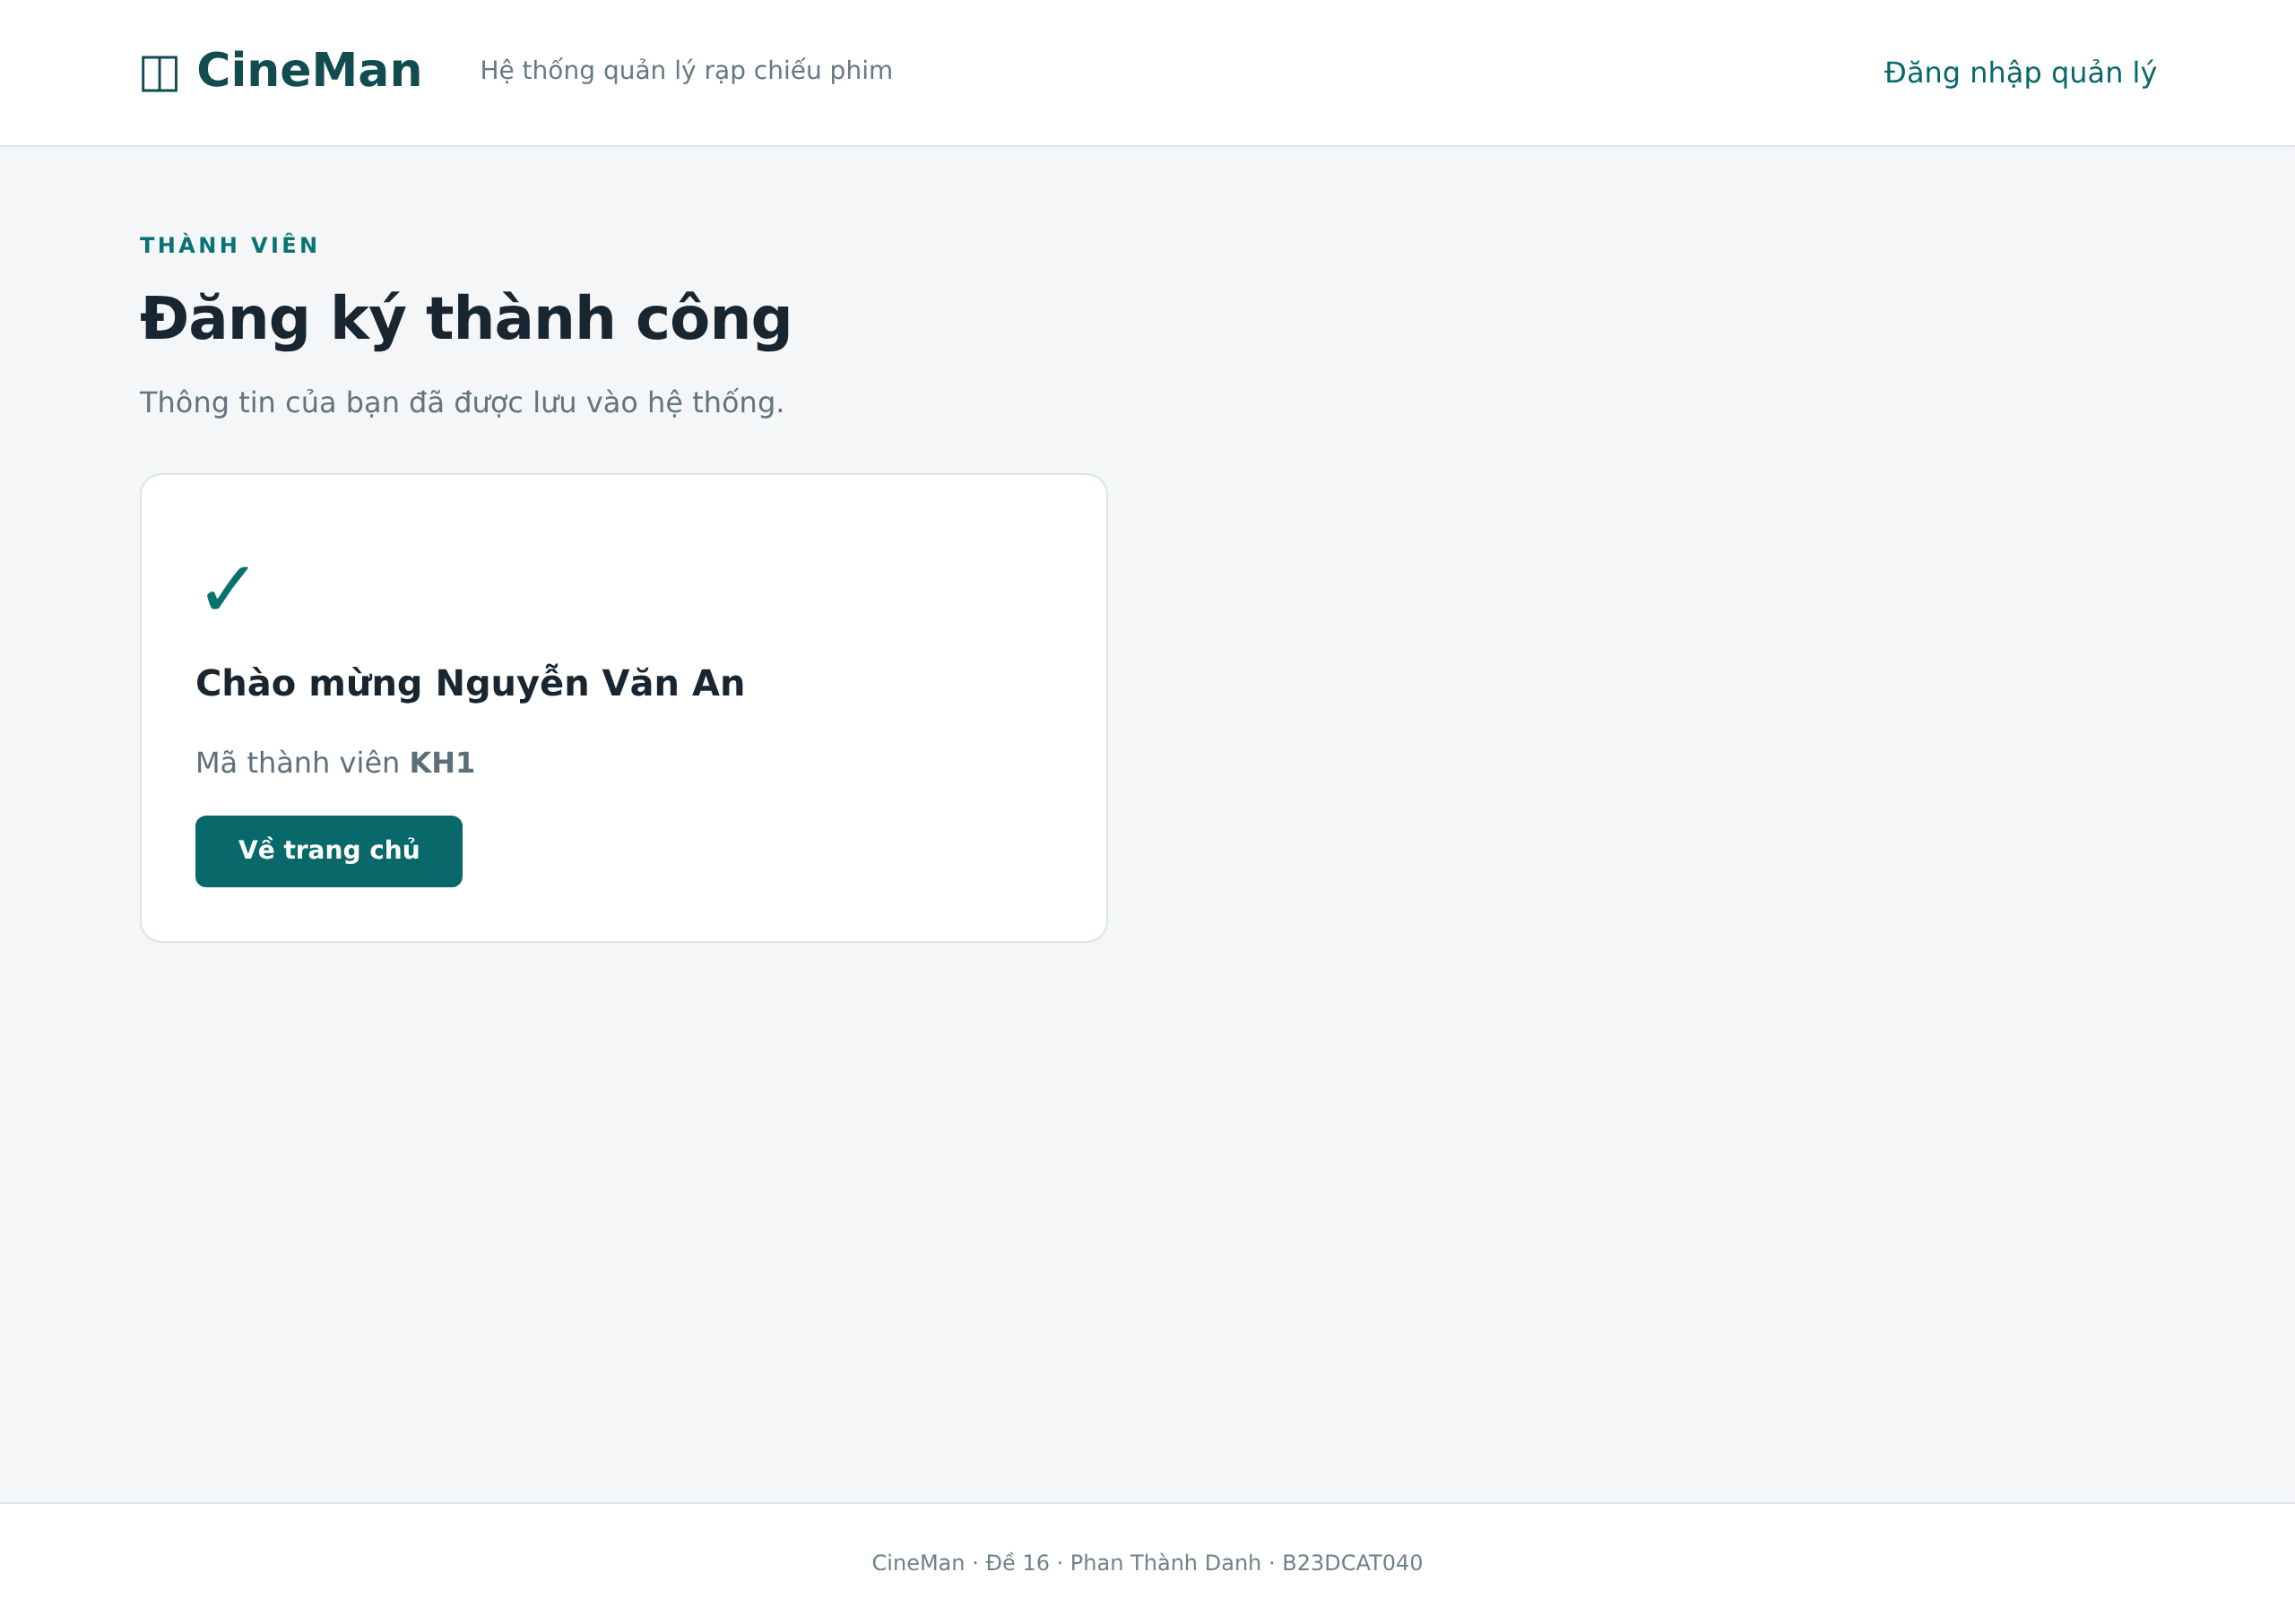 CineMan
Hệ thống quản lý rạp chiếu phim
Đăng nhập quản lý
THÀNH VIÊN
Đăng ký thành công
Thông tin của bạn đã được lưu vào hệ thống.
✓
Chào mừng Nguyễn Văn An
Mã thành viên KH1
Về trang chủ
CineMan · Đề 16 · Phan Thành Danh · B23DCAT040